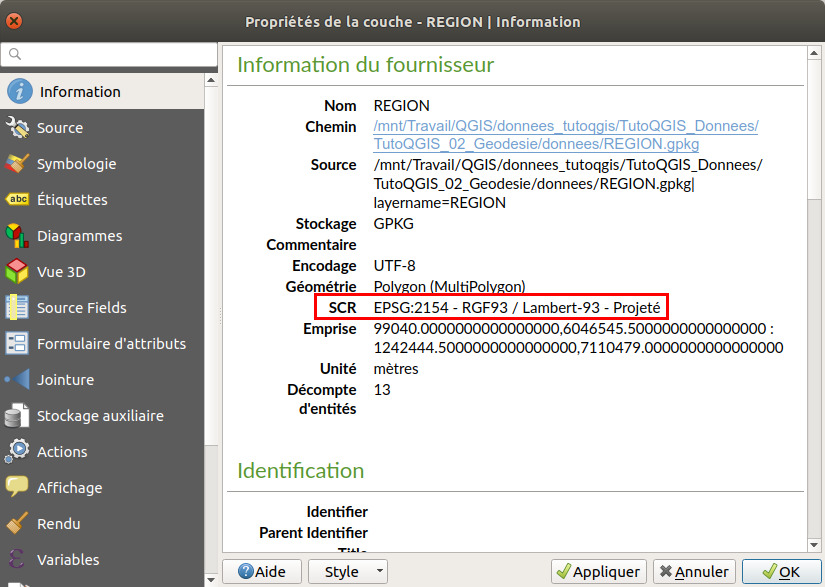 Propriétés de la couche - REGION | Information
Information
Source
Symbologie
abc Étiquettes
Diagrammes
Vue 3D
Source Fields
Formulaire d'attributs
Jointure
Stockage auxiliaire
Actions
Affichage
Rendu
Variables
Information du fournisseur
Nom REGION
Chemin /mnt/Travail/QGIS/donnees_tutoqgis/TutoQGIS_Donnees/
TutoQGIS_02_Geodesie/donnees/REGION.gpkg
Source /mnt/Travail/QGIS/donnees_tutoqgis/TutoQGIS_Donnees/
TutoQGIS_02_Geodesie/donnees/REGION.gpkg|
layername=REGION
Stockage GPKG
Commentaire
Encodage UTF-8
Géométrie Polygon (MultiPolygon)
SCR EPSG:2154 - RGF93 / Lambert-93 - Projeté
Emprise 99040.0000000000000000,6046545.5000000000000000 :
1242444.5000000000000000,7110479.0000000000000000
Unité mètres
Décompte 13
d'entités
Identification
Identifier
Parent Identifier
Title
Aide
Style
Appliquer
Annuler
OK